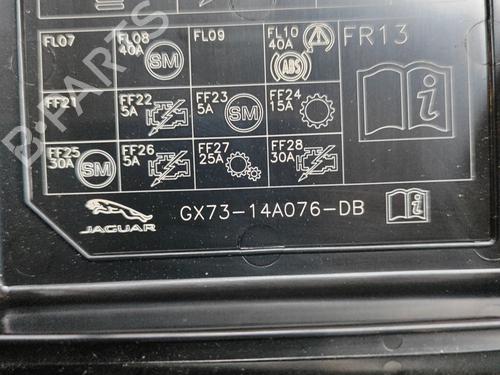 FL07 FL08 40A FL09 FL10 40A FR13
SM ABS
FF21 FF22 5A FF23 5A FF24 15A
SM
FF25 30A FF26 5A FF27 25A FF28 30A
SM
JAGUAR GX73-14A076-DB
B-PARTS